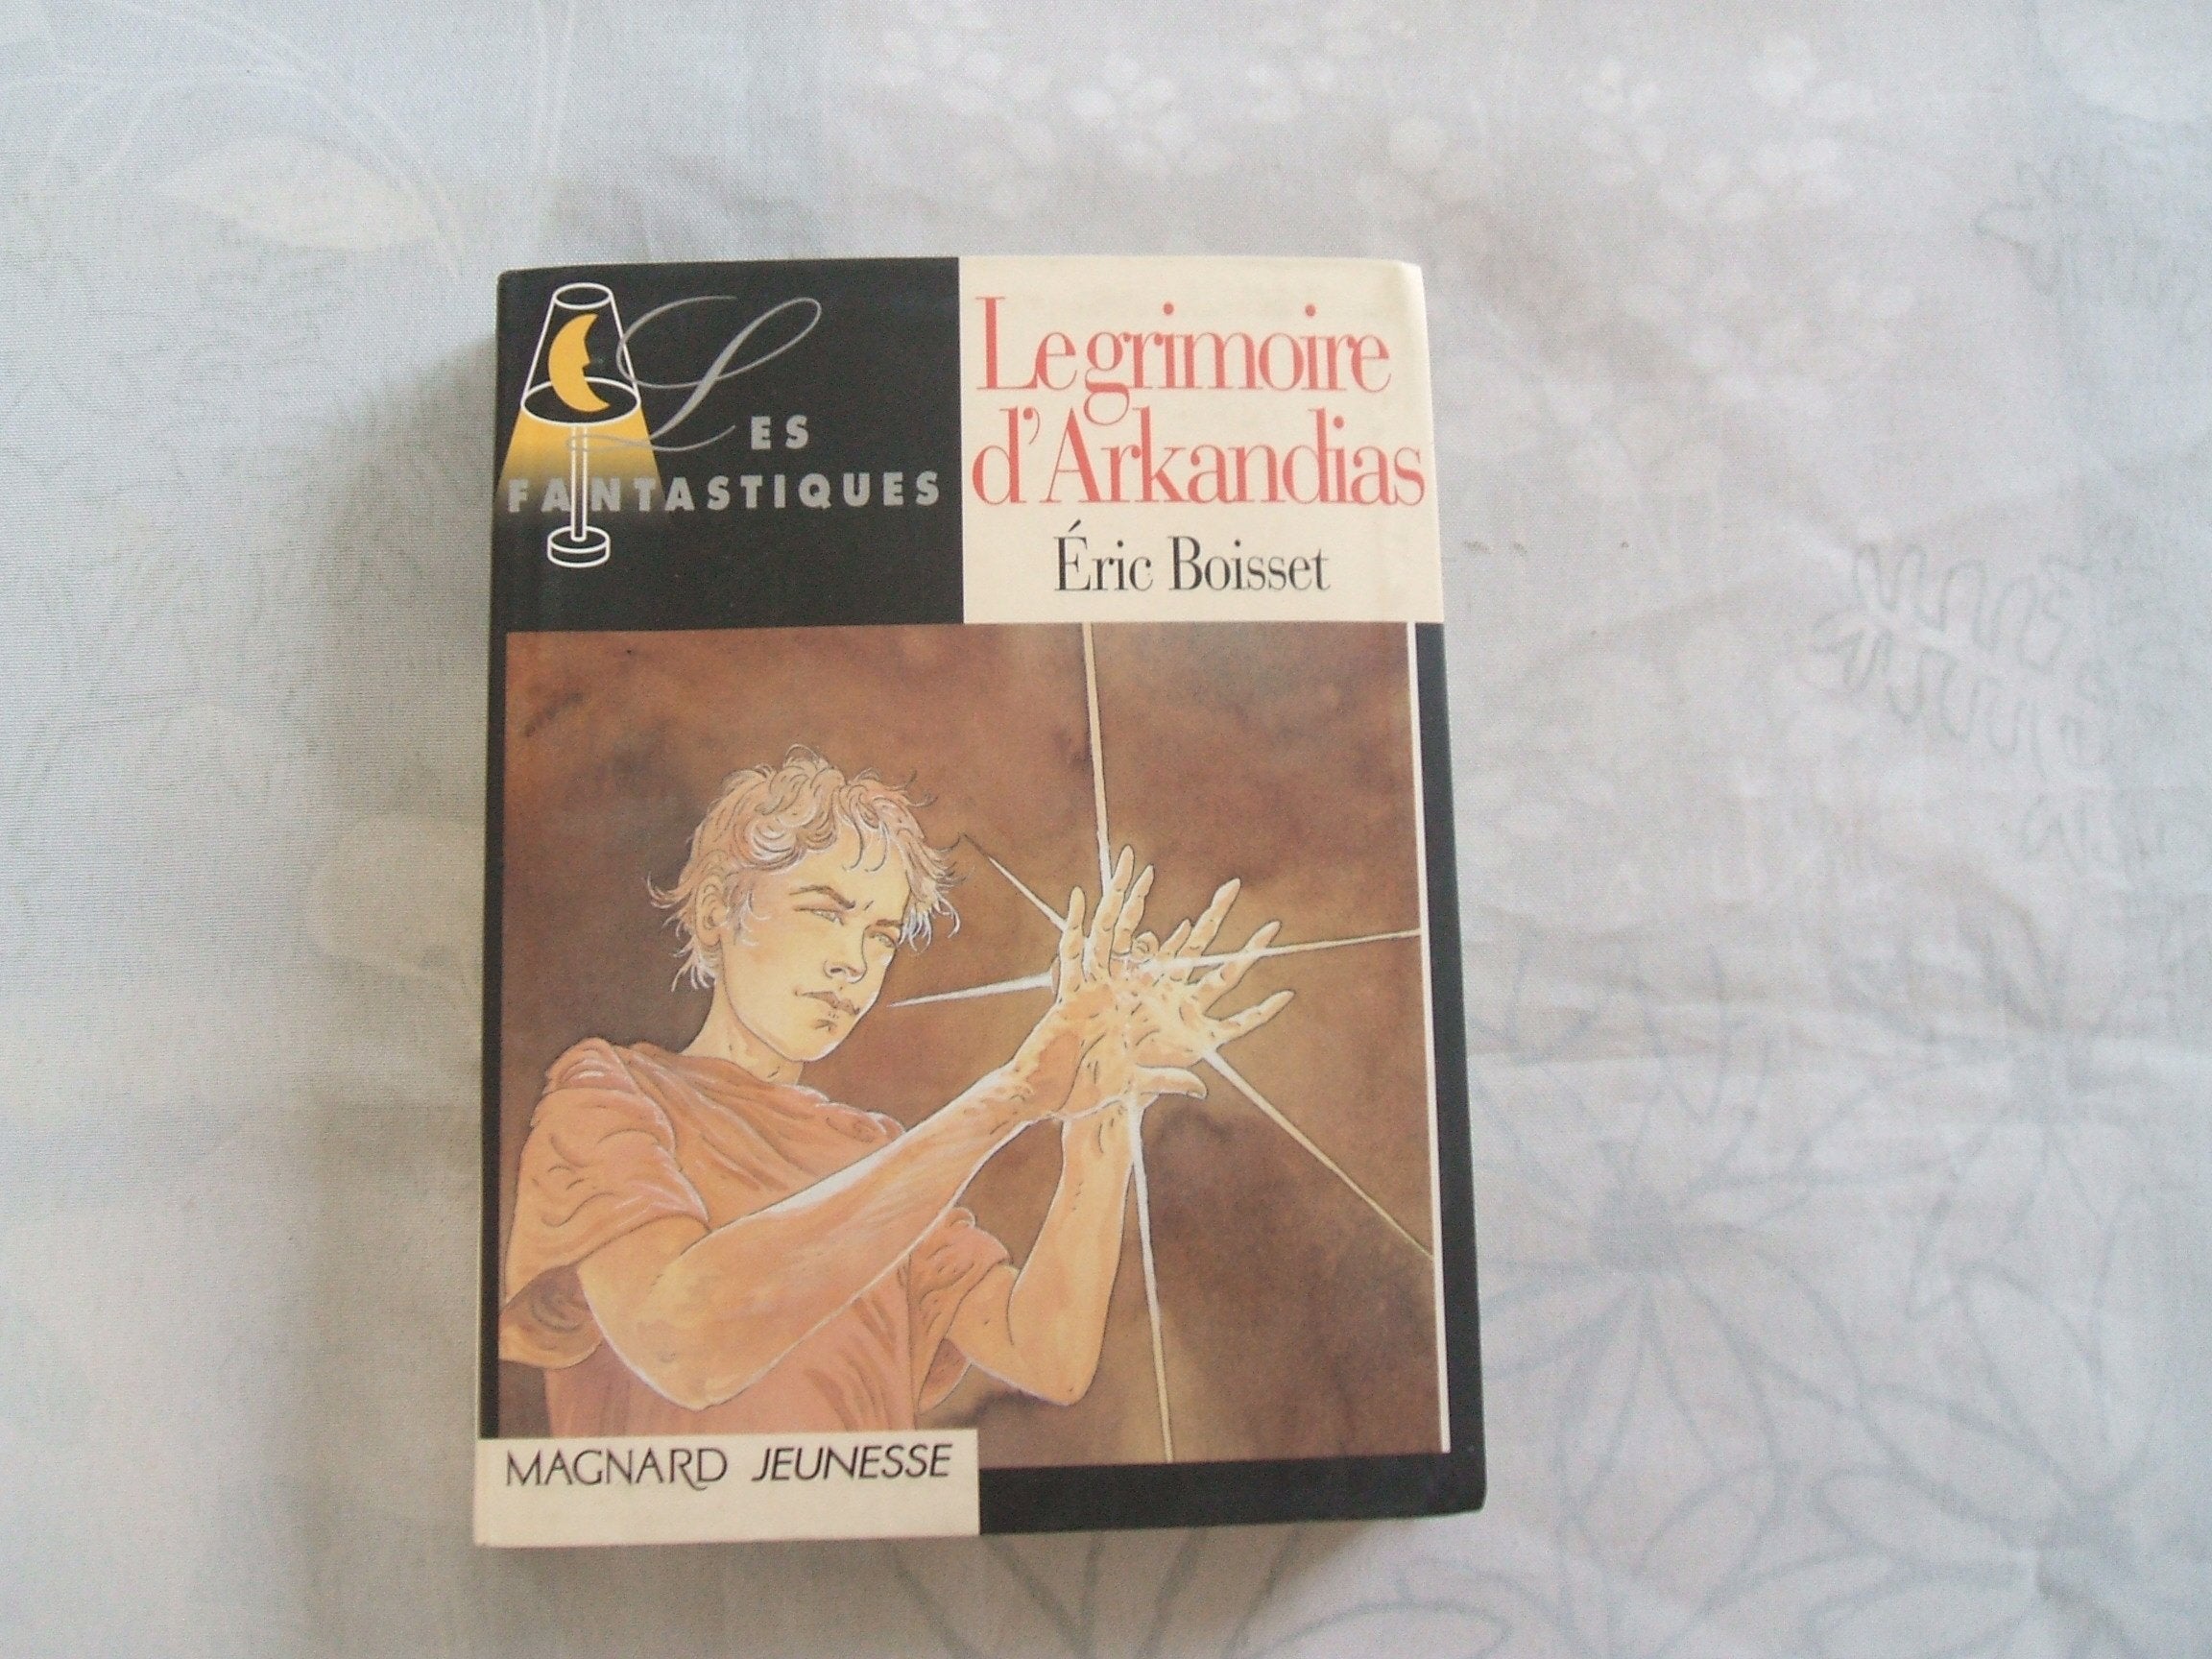 LES
FANTASTIQUES
Le grimoire
d'Arkandias
Éric Boisset
MAGNARD JEUNESSE